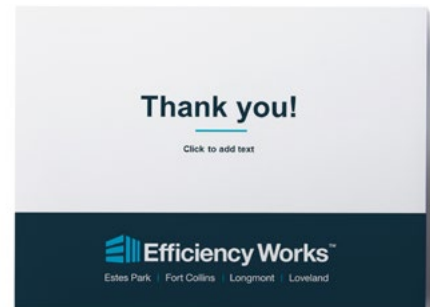 Thank you!
Click to add text
Efficiency Works™
Estes Park | Fort Collins | Longmont | Loveland